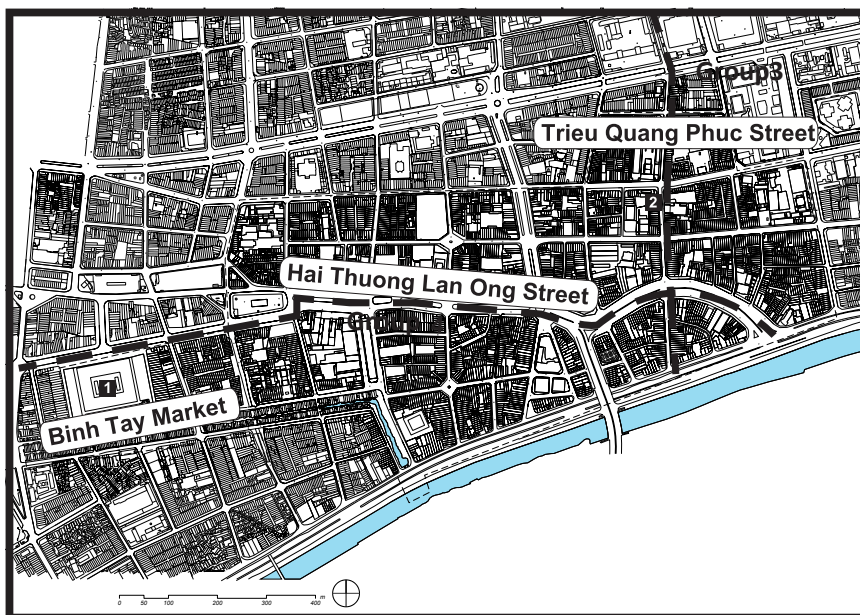 Group3
Trieu Quang Phuc Street
2
Hai Thuong Lan Ong Street
1
Binh Tay Market
0 50 100 200 300 400 m